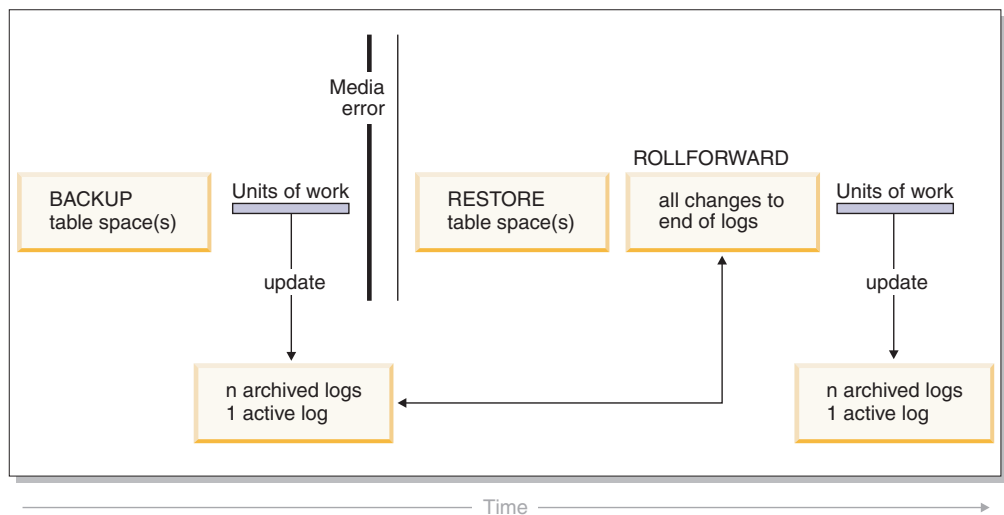 Media
error
ROLLFORWARD
BACKUP
table space(s)
Units of work
RESTORE
table space(s)
all changes to
end of logs
Units of work
update
update
n archived logs
1 active log
n archived logs
1 active log
Time